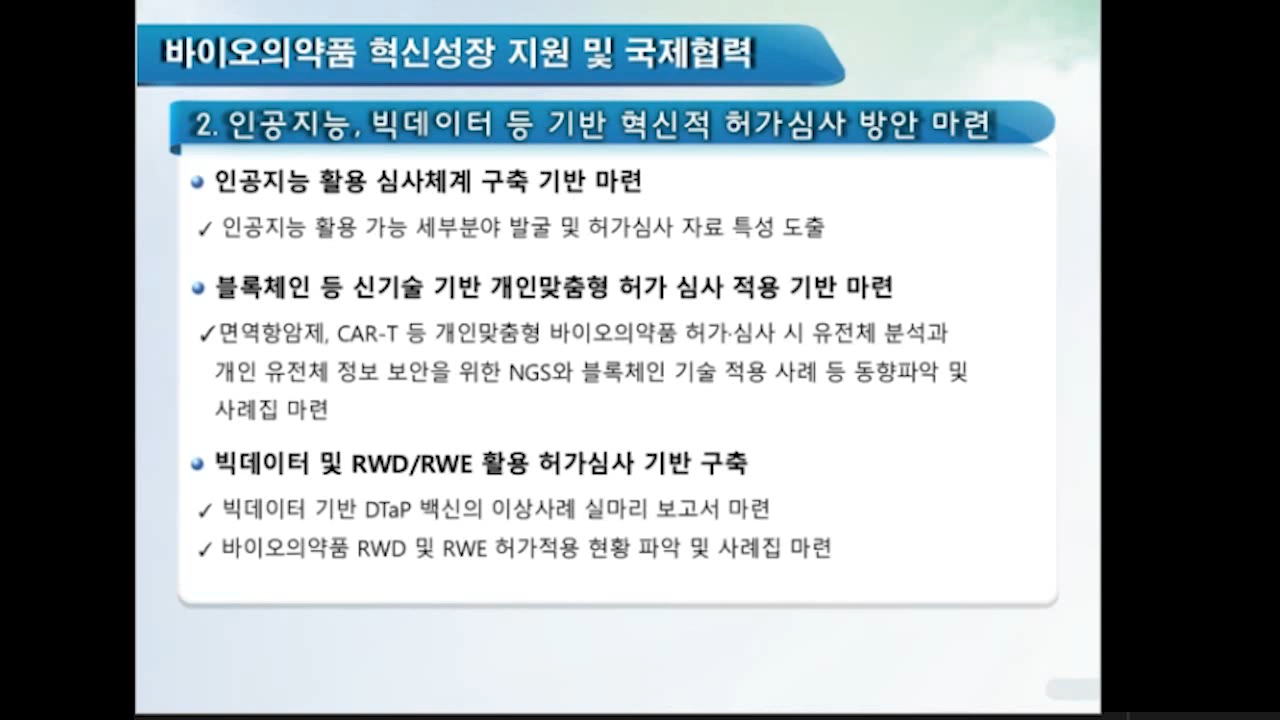 바이오의약품 혁신성장 지원 및 국제협력
2. 인공지능, 빅데이터 등 기반 혁신적 허가심사 방안 마련
인공지능 활용 심사체계 구축 기반 마련
✓ 인공지능 활용 가능 세부분야 발굴 및 허가심사 자료 특성 도출
블록체인 등 신기술 기반 개인맞춤형 허가 심사 적용 기반 마련
✓면역항암제, CAR-T 등 개인맞춤형 바이오의약품 허가·심사 시 유전체 분석과
개인 유전체 정보 보안을 위한 NGS와 블록체인 기술 적용 사례 등 동향파악 및
사례집 마련
빅데이터 및 RWD/RWE 활용 허가심사 기반 구축
✓ 빅데이터 기반 DTaP 백신의 이상사례 실마리 보고서 마련
✓ 바이오의약품 RWD 및 RWE 허가적용 현황 파악 및 사례집 마련